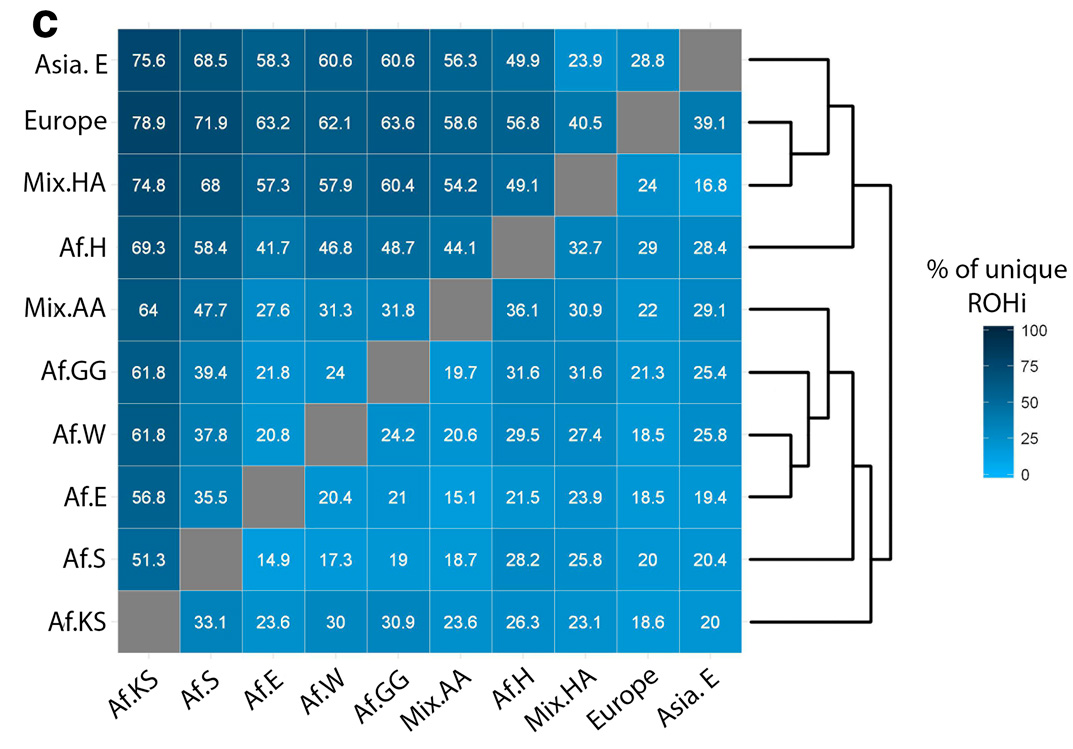 c
Asia. E 75.6 68.5 58.3 60.6 60.6 56.3 49.9 23.9 28.8
Europe 78.9 71.9 63.2 62.1 63.6 58.6 56.8 40.5 39.1
Mix.HA 74.8 68 57.3 57.9 60.4 54.2 49.1 24 16.8
Af.H 69.3 58.4 41.7 46.8 48.7 44.1 32.7 29 28.4
Mix.AA 64 47.7 27.6 31.3 31.8 36.1 30.9 22 29.1
Af.GG 61.8 39.4 21.8 24 19.7 31.6 31.6 21.3 25.4
Af.W 61.8 37.8 20.8 24.2 20.6 29.5 27.4 18.5 25.8
Af.E 56.8 35.5 20.4 21 15.1 21.5 23.9 18.5 19.4
Af.S 51.3 14.9 17.3 19 18.7 28.2 25.8 20 20.4
Af.KS 33.1 23.6 30 30.9 23.6 26.3 23.1 18.6 20
Af.KS Af.S Af.E Af.W Af.GG Mix.AA Af.H Mix.HA Europe Asia. E
% of unique
ROHi
100
75
50
25
0